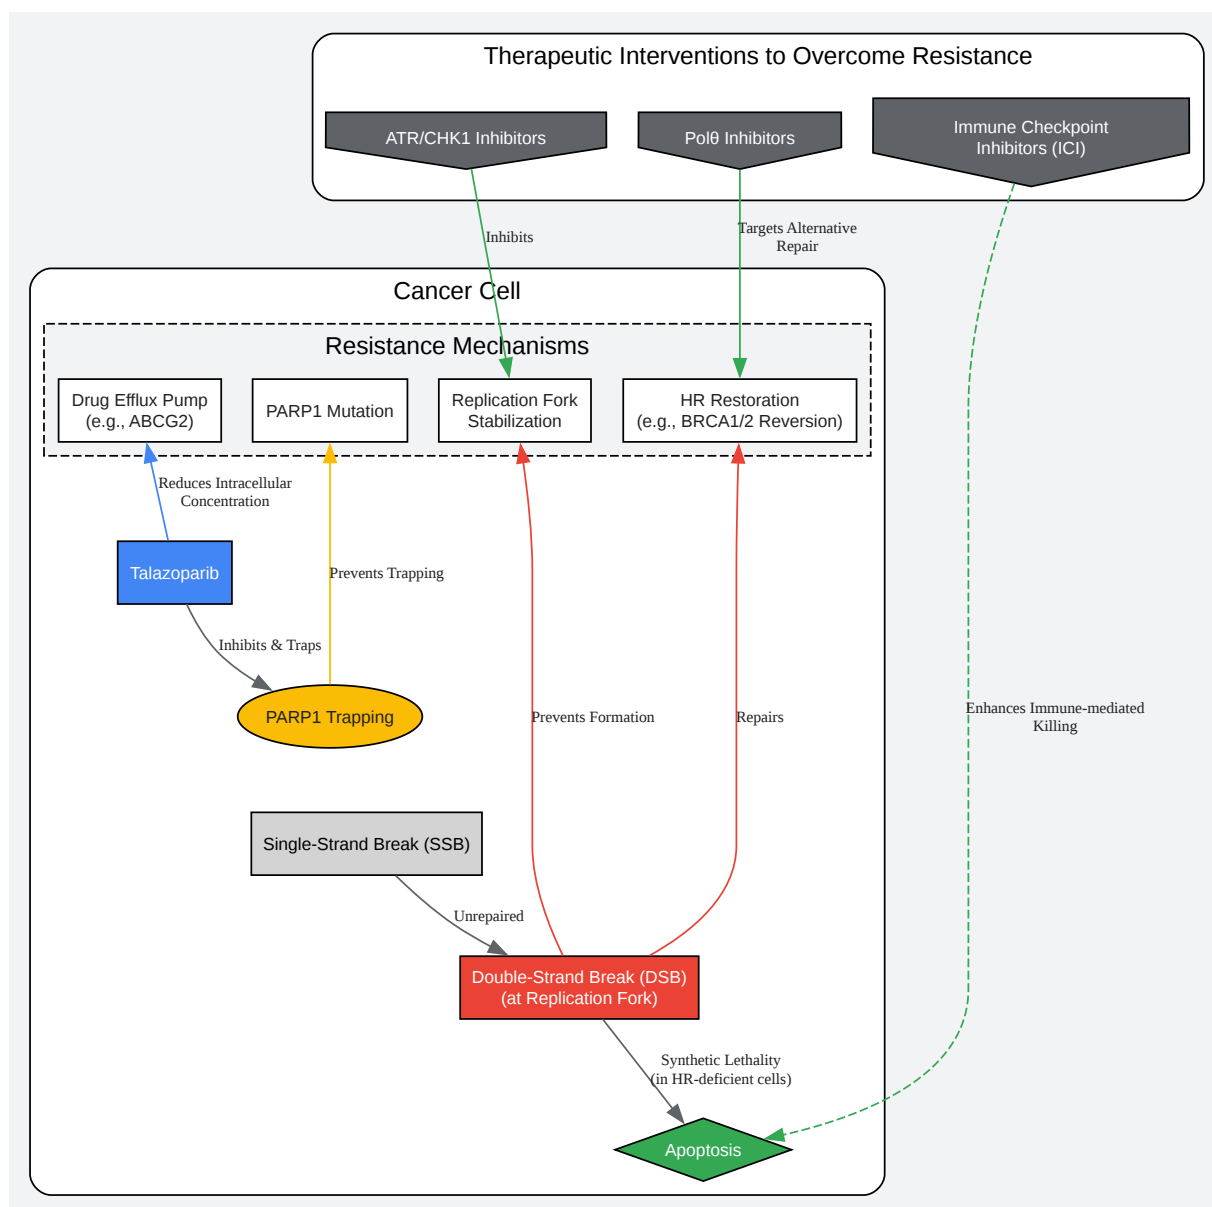 Therapeutic Interventions to Overcome Resistance
ATR/CHK1 Inhibitors
Polθ Inhibitors
Immune Checkpoint
Inhibitors (ICI)
Inhibits
Targets Alternative
Repair
Cancer Cell
Resistance Mechanisms
Drug Efflux Pump
(e.g., ABCG2)
PARP1 Mutation
Replication Fork
Stabilization
HR Restoration
(e.g., BRCA1/2 Reversion)
Reduces Intracellular
Concentration
Talazoparib
Prevents Trapping
Inhibits & Traps
PARP1 Trapping
Prevents Formation
Repairs
Enhances Immune-mediated
Killing
Single-Strand Break (SSB)
Unrepaired
Double-Strand Break (DSB)
(at Replication Fork)
Synthetic Lethality
(in HR-deficient cells)
Apoptosis